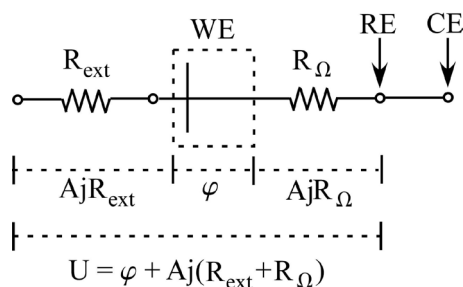 WE RE CE
R_ext R_Ω
AjR_ext φ AjR_Ω
U = φ + Aj(R_ext+R_Ω)